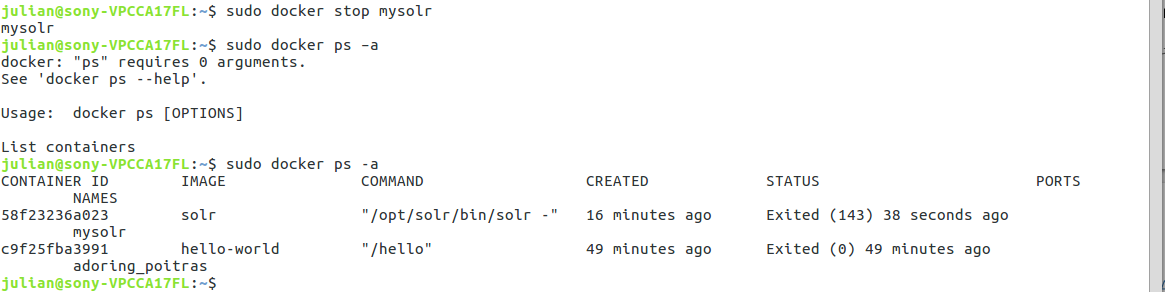 julian@sony-VPCCA17FL:~$ sudo docker stop mysolr
mysolr
julian@sony-VPCCA17FL:~$ sudo docker ps –a
docker: "ps" requires 0 arguments.
See 'docker ps --help'.
Usage:  docker ps [OPTIONS]
List containers
julian@sony-VPCCA17FL:~$ sudo docker ps -a
CONTAINER ID        IMAGE               COMMAND                  CREATED             STATUS                        PORTS
        NAMES
58f23236a023        solr                "/opt/solr/bin/solr -"   16 minutes ago      Exited (143) 38 seconds ago
        mysolr
c9f25fba3991        hello-world         "/hello"                 49 minutes ago      Exited (0) 49 minutes ago
        adoring_poitras
julian@sony-VPCCA17FL:~$